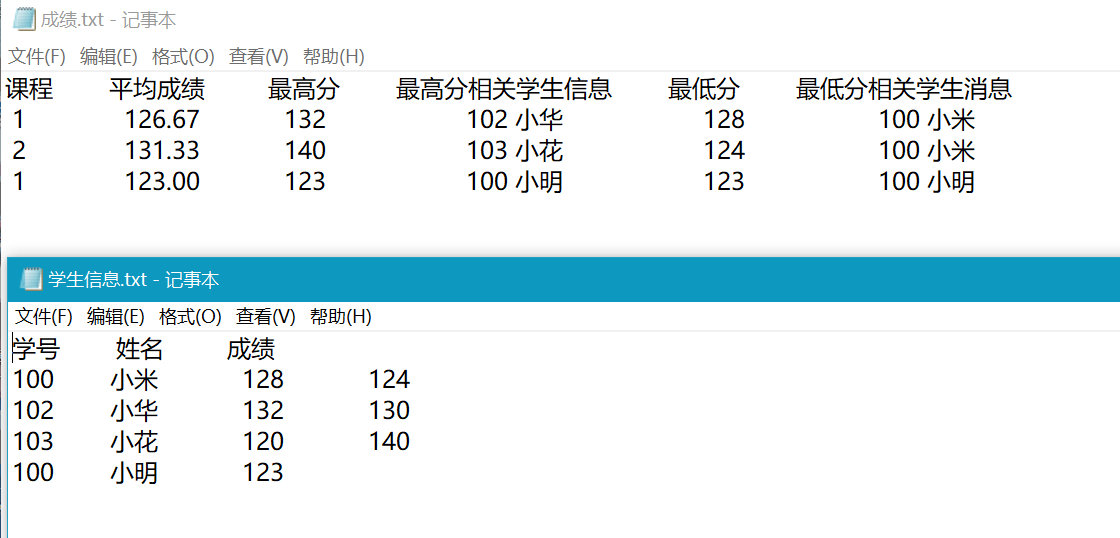 成绩.txt - 记事本
文件(F) 编辑(E) 格式(O) 查看(V) 帮助(H)
课程 平均成绩 最高分 最高分相关学生信息 最低分 最低分相关学生消息
1 126.67 132 102 小华 128 100 小米
2 131.33 140 103 小花 124 100 小米
1 123.00 123 100 小明 123 100 小明
学生信息.txt - 记事本
文件(F) 编辑(E) 格式(O) 查看(V) 帮助(H)
学号 姓名 成绩
100 小米 128 124
102 小华 132 130
103 小花 120 140
100 小明 123